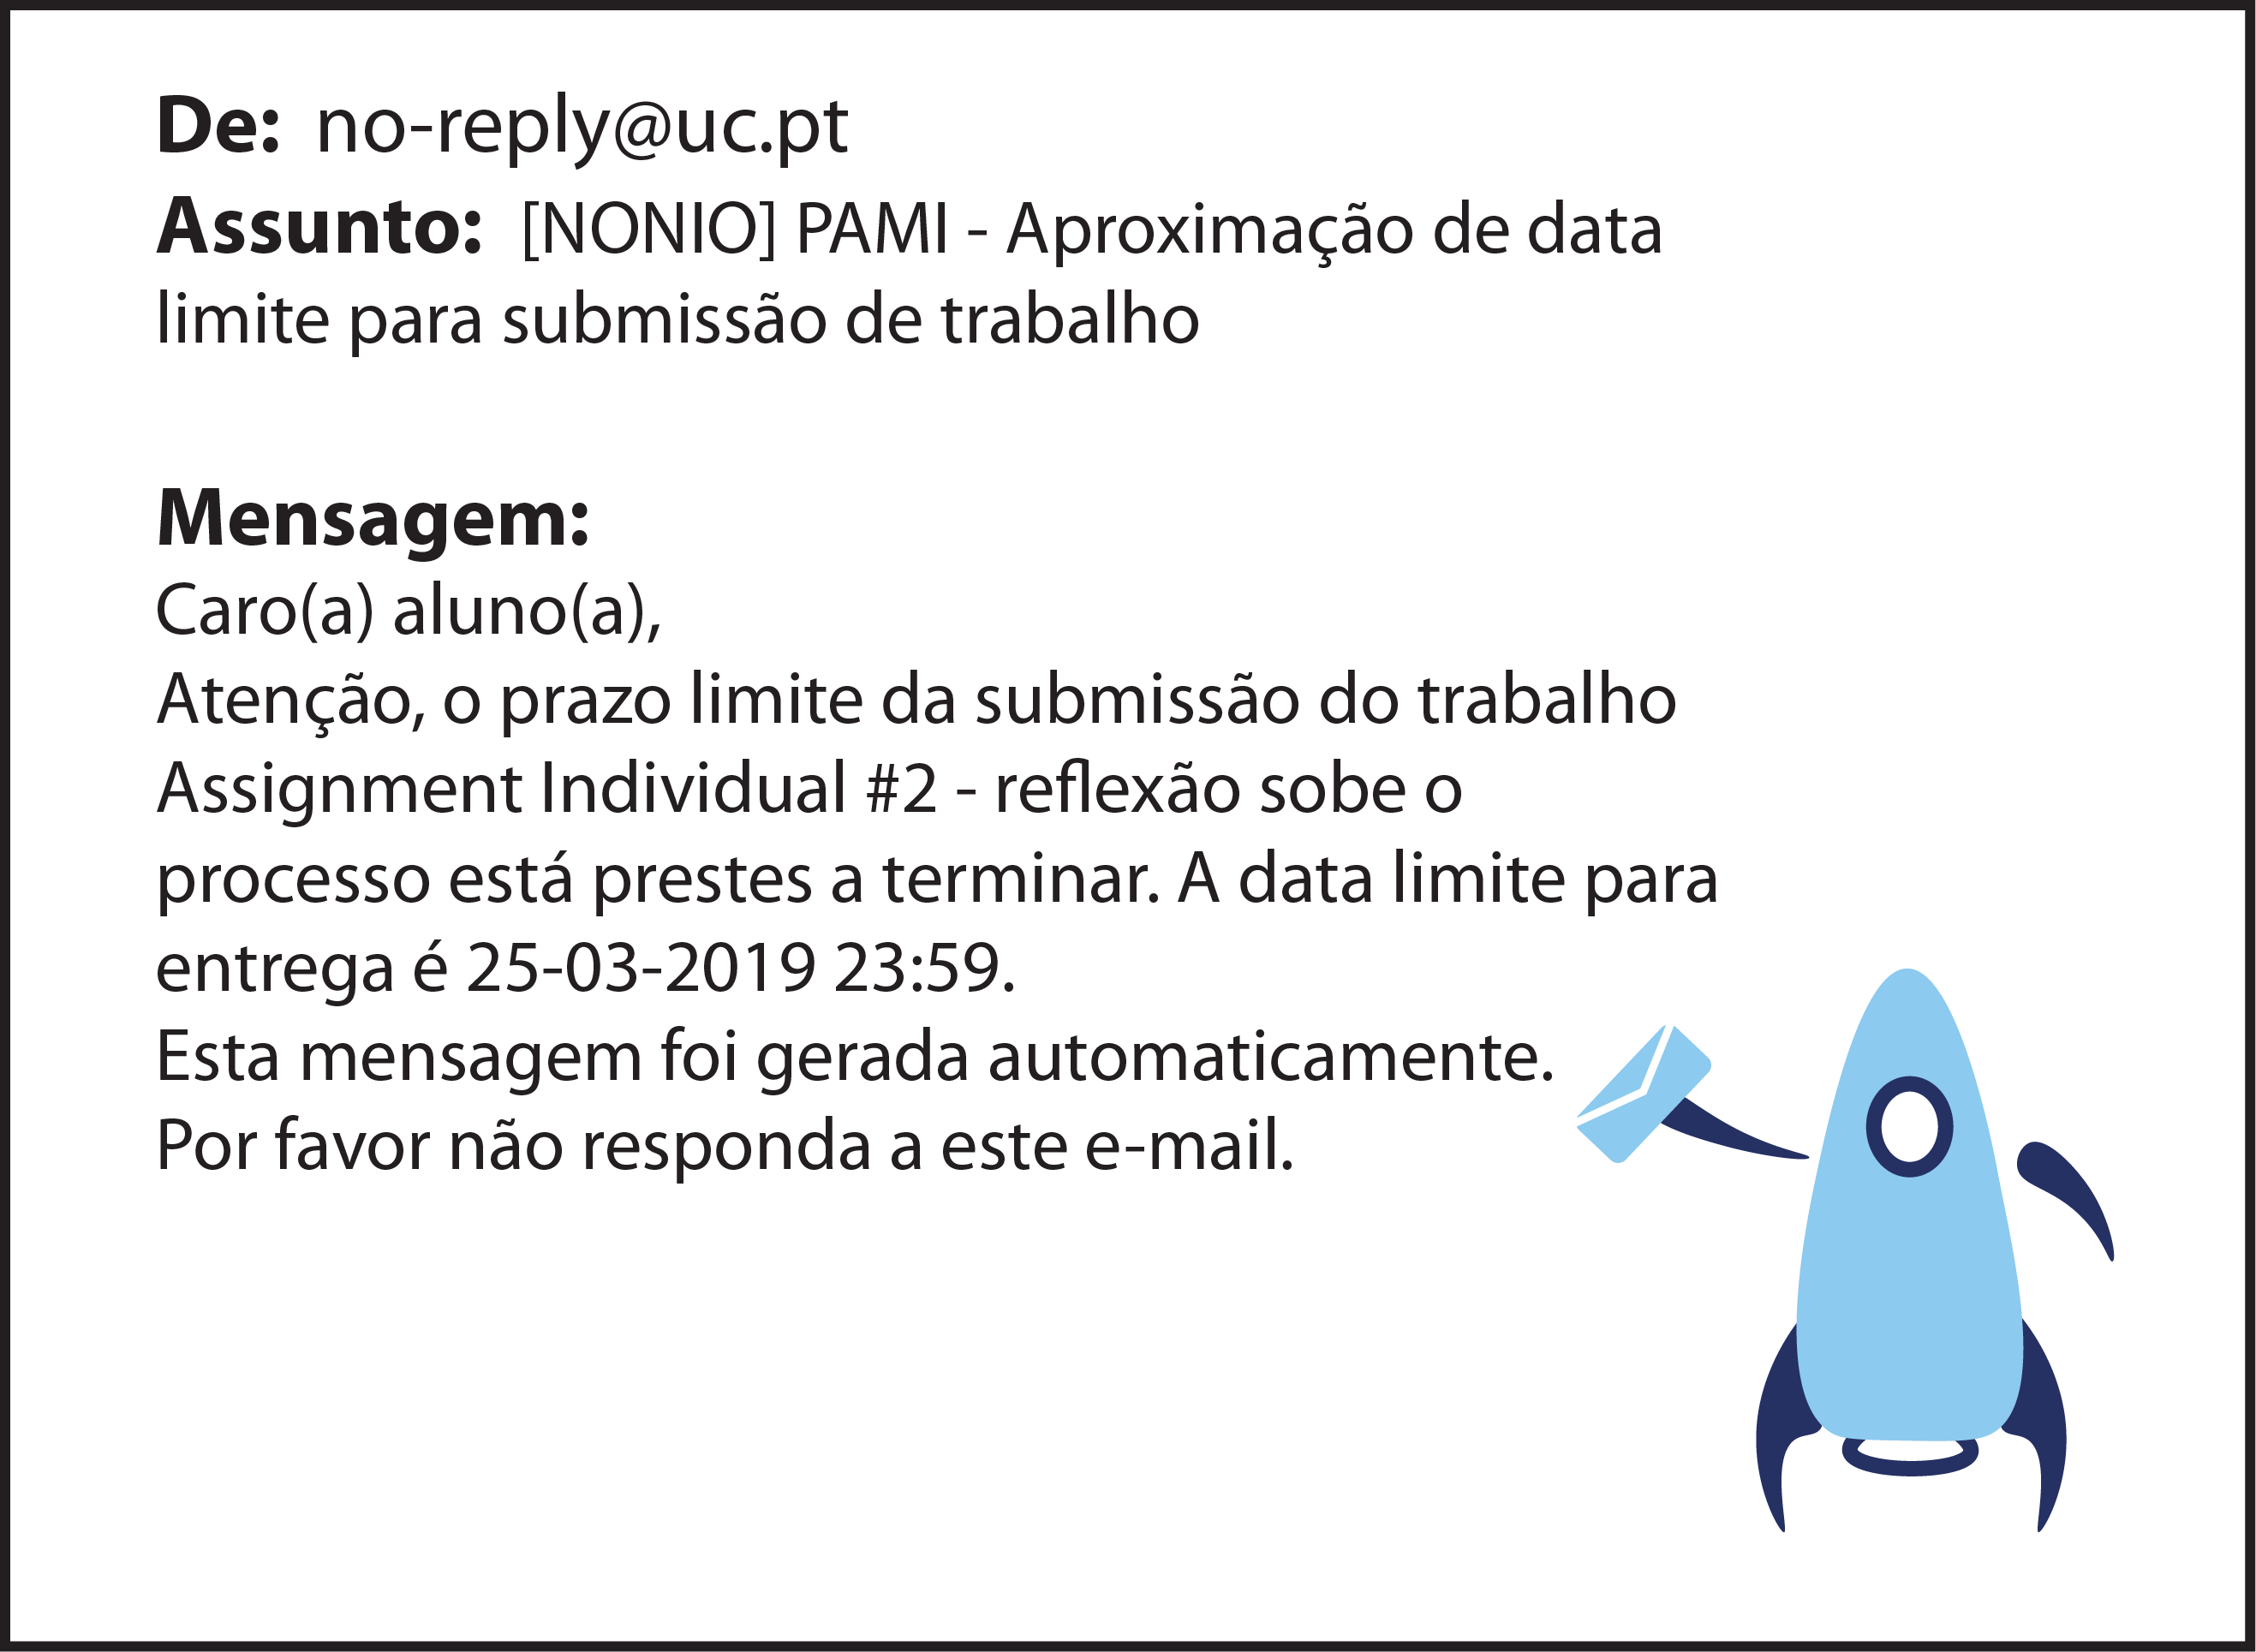 De: no-reply@uc.pt
Assunto: [NONIO] PAMI - Aproximação de data
limite para submissão de trabalho
Mensagem:
Caro(a) aluno(a),
Atenção, o prazo limite da submissão do trabalho
Assignment Individual #2 - reflexão sobe o
processo está prestes a terminar. A data limite para
entrega é 25-03-2019 23:59.
Esta mensagem foi gerada automaticamente.
Por favor não responda a este e-mail.